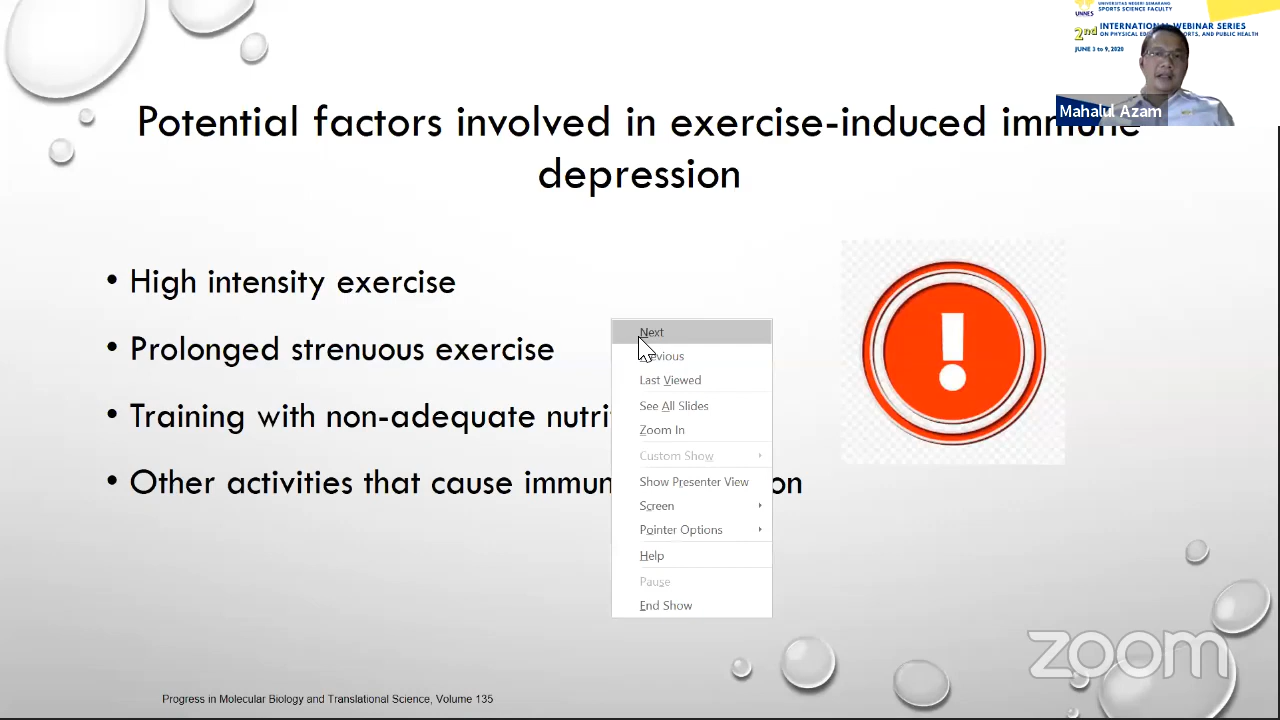 UNIVERSITAS NEGERI SEMARANG
SPORTS SCIENCE FACULTY
UNNES
2nd INTERNATIONAL WEBINAR SERIES
ON PHYSICAL ORTS, AND PUBLIC HEALTH
JUNE 3 to 9, 2020
Mahalul Azam
Potential factors involved in exercise-induced immune
depression
• High intensity exercise
• Prolonged strenuous exercise
• Training with non-adequate nutri
• Other activities that cause immun on
Next
Previous
Last Viewed
See All Slides
Zoom In
Custom Show
Show Presenter View
Screen
Pointer Options
Help
Pause
End Show
zoom
Progress in Molecular Biology and Translational Science, Volume 135